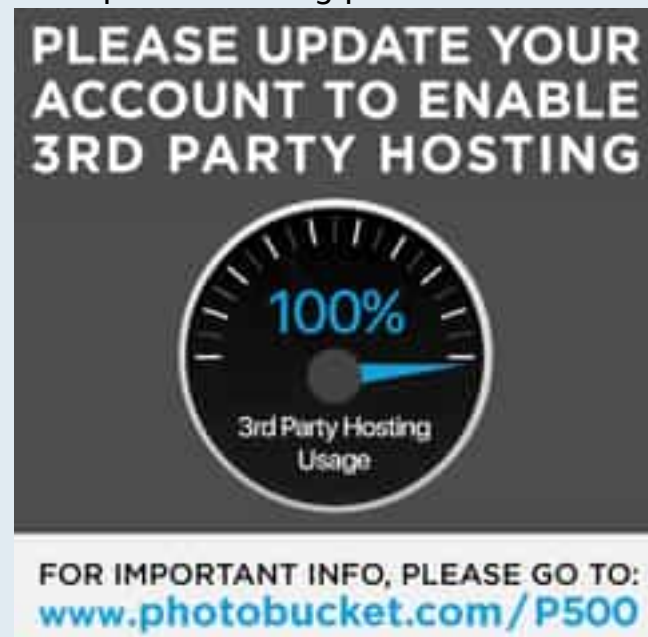 PLEASE UPDATE YOUR
ACCOUNT TO ENABLE
3RD PARTY HOSTING
100%
3rd Party Hosting
Usage
FOR IMPORTANT INFO, PLEASE GO TO:
www.photobucket.com/P500